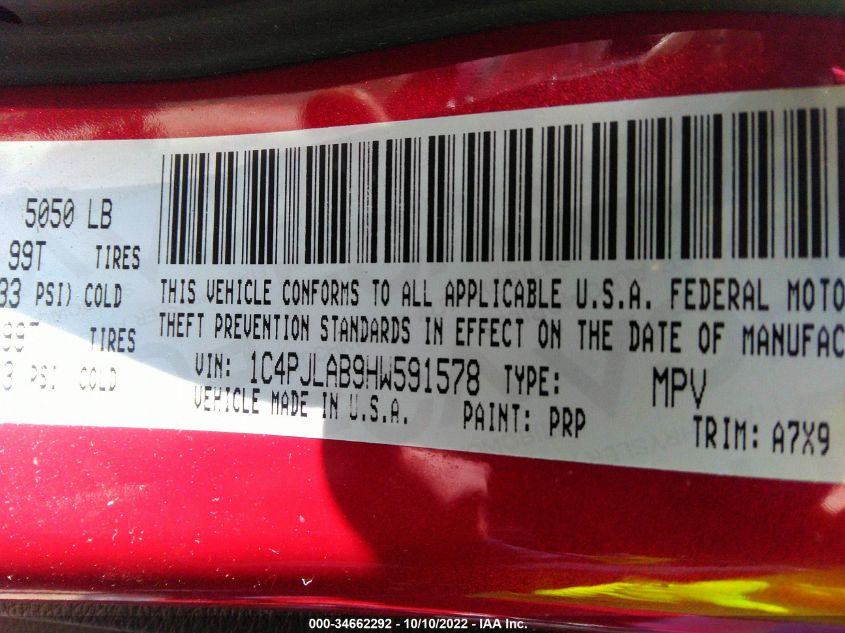 5050 LB
99T TIRES
33 PSI) COLD
99T TIRES
3 PSI COLD
THIS VEHICLE CONFORMS TO ALL APPLICABLE U.S.A. FEDERAL MOTO
THEFT PREVENTION STANDARDS IN EFFECT ON THE DATE OF MANUFAC
VIN: 1C4PJLAB9HW591578 TYPE: MPV
VEHICLE MADE IN U.S.A. PAINT: PRP TRIM: A7X9
000-34662292 - 10/10/2022 - IAA Inc.